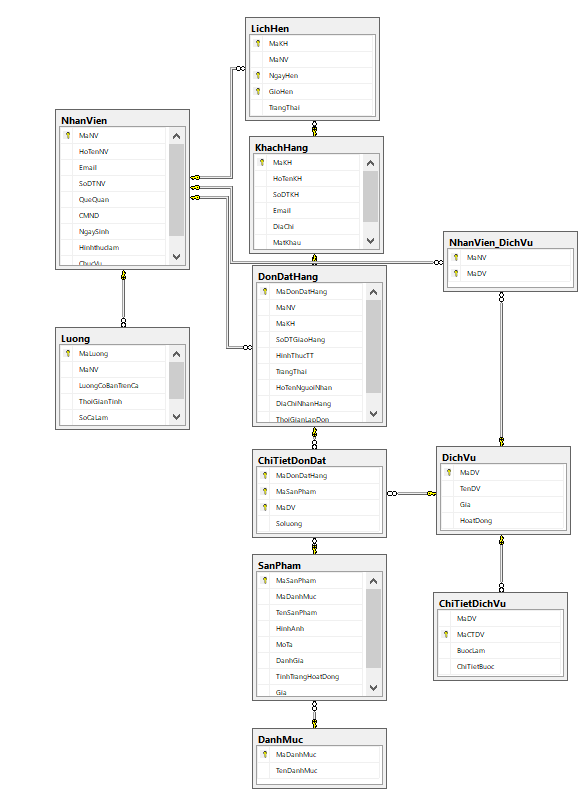 LichHen
MaKH
MaNV
NgayHen
GioHen
TrangThai
NhanVien
MaNV
HoTenNV
Email
SoDTNV
QueQuan
CMND
NgaySinh
Hinhthuclam
ChucVu
KhachHang
MaKH
HoTenKH
SoDTKH
Email
DiaChi
MatKhau
NhanVien_DichVu
MaNV
MaDV
DonDatHang
MaDonDatHang
MaNV
MaKH
SoDTGiaoHang
HinhThucTT
TrangThai
HoTenNguoiNhan
DiaChiNhanHang
ThoiGianLapDon
Luong
MaLuong
MaNV
LuongCoBanTrenCa
ThoiGianTinh
SoCaLam
ChiTietDonDat
MaDonDatHang
MaSanPham
MaDV
Soluong
DichVu
MaDV
TenDV
Gia
HoatDong
SanPham
MaSanPham
MaDanhMuc
TenSanPham
HinhAnh
MoTa
DanhGia
TinhTrangHoatDong
Gia
ChiTietDichVu
MaDV
MaCTDV
BuocLam
ChiTietBuoc
DanhMuc
MaDanhMuc
TenDanhMuc